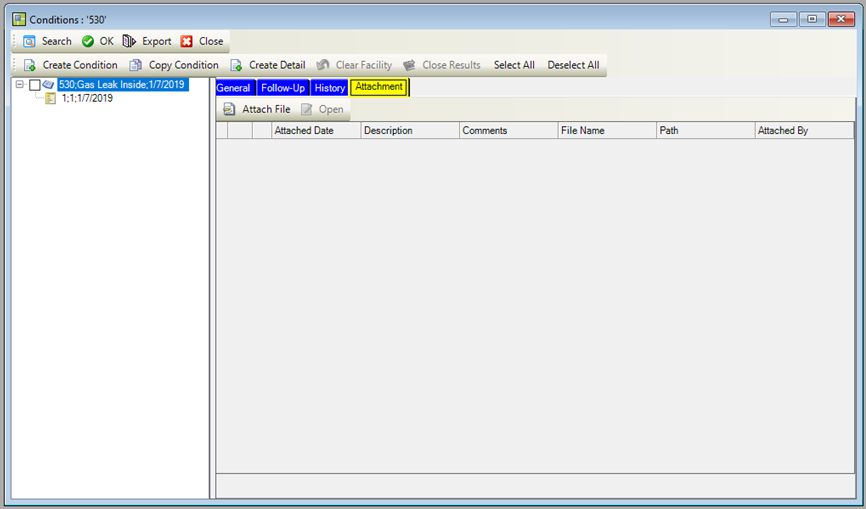 Conditions : '530'
Search OK Export Close
Create Condition Copy Condition Create Detail Clear Facility Close Results Select All Deselect All
530;Gas Leak Inside;1/7/2019
1;1;1/7/2019
General Follow-Up History Attachment
Attach File Open
Attached Date Description Comments File Name Path Attached By